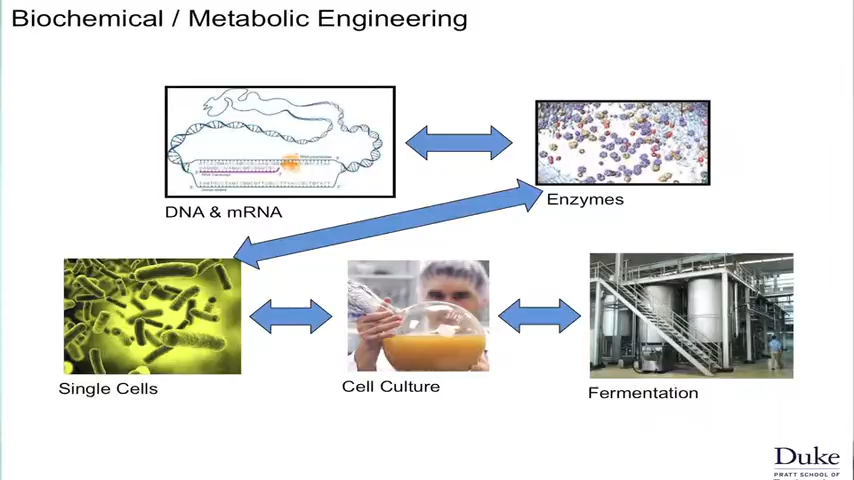 Biochemical / Metabolic Engineering
DNA & mRNA
Enzymes
Single Cells
Cell Culture
Fermentation
Duke
PRATT SCHOOL OF